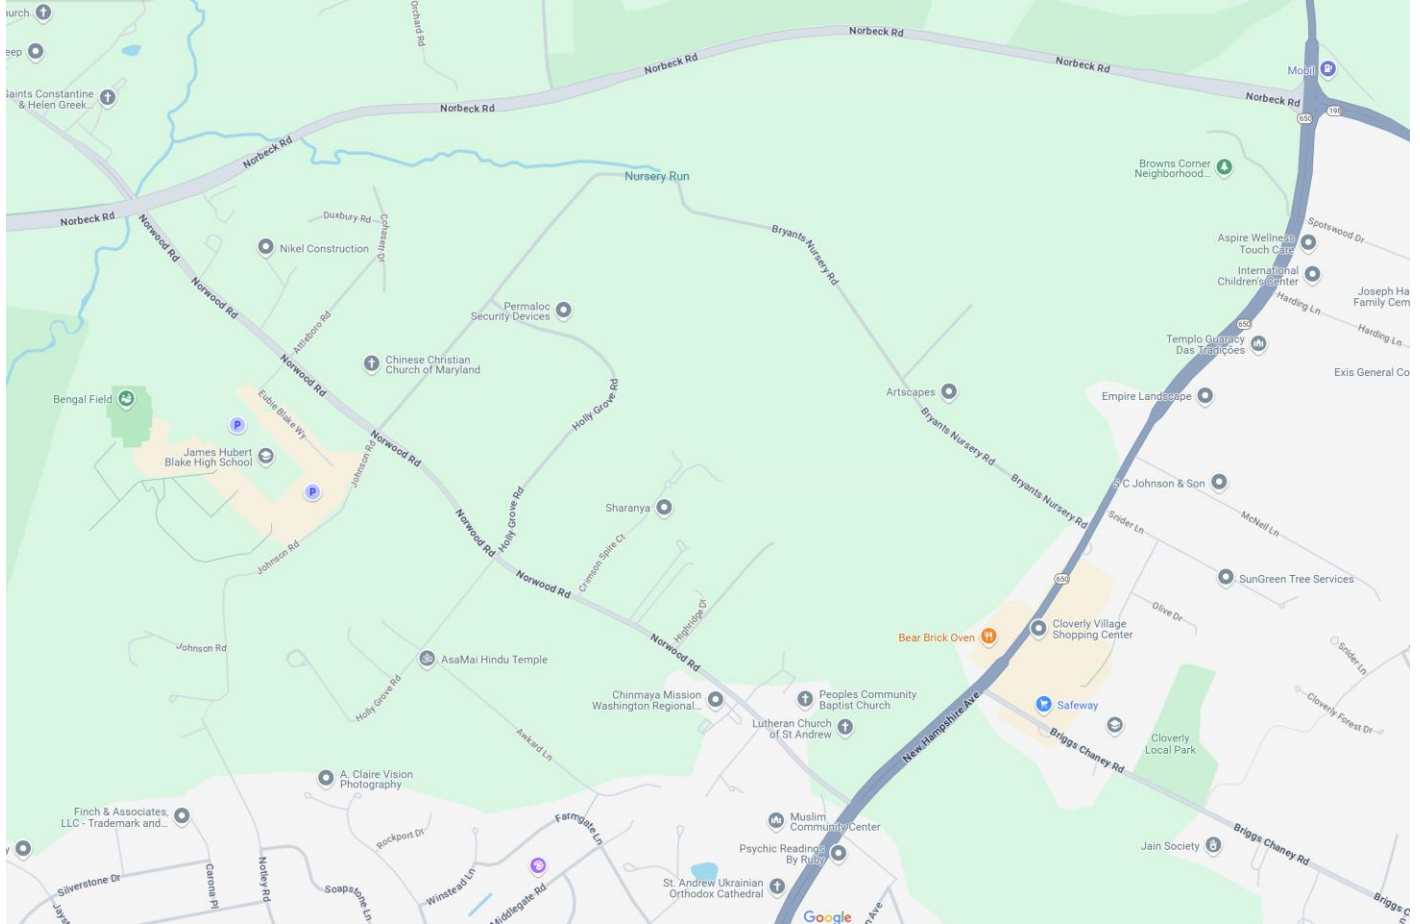 hurch
Orchard Rd
Norbeck Rd
eep
Norbeck Rd
Norbeck Rd
Mobil
Saints Constantine
& Helen Greek...
Norbeck Rd
Norbeck Rd
650
198
Norbeck Rd
Browns Corner
Neighborhood...
Nursery Run
Norbeck Rd
Duxbury Rd
Cohasett Dr
Norwood Rd
Nikel Construction
Bryants Nursery Rd
Spotswood Dr
Aspire Wellness
Touch Care
International
Children's Center
Norwood Rd
Joseph Ha
Family Cem
Harding Ln
Permaloc
Security Devices
Attleboro Rd
650
Harding Ln
Templo Guaracy
Das Tradições
Chinese Christian
Church of Maryland
Norwood Rd
Exis General Co
Bengal Field
Eubie Blake Wy
Holly Grove Rd
Artscapes
Empire Landscape
P
Bryants Nursery Rd
James Hubert
Blake High School
Norwood Rd
Johnson Rd
P
S C Johnson & Son
Bryants Nursery Rd
Sharanya
Holly Grove Rd
Norwood Rd
Snider Ln
McNeil Ln
Johnson Rd
Crimson Spire Ct
Norwood Rd
650
SunGreen Tree Services
Highridge Dr
Olive Dr
Bear Brick Oven
Cloverly Village
Shopping Center
Johnson Rd
AsaMai Hindu Temple
Norwood Rd
Snider Ln
Holly Grove Rd
Chinmaya Mission
Washington Regional...
Peoples Community
Baptist Church
Safeway
Cloverly Forest Dr
Lutheran Church
of St Andrew
New Hampshire Ave
Awkard Ln
Briggs Chaney Rd
Cloverly
Local Park
A. Claire Vision
Photography
Finch & Associates,
LLC - Trademark and...
Rockport Dr
Farmgate Ln
Muslim
Community Center
Briggs Chaney Rd
y
Psychic Readings
By Ruby
Jain Society
Silverstone Dr
Carona Pl
Notley Rd
Soapstone Ln
Winstead Ln
Middlegate Rd
St. Andrew Ukrainian
Orthodox Cathedral
Jays
n Ave
Briggs C
Google